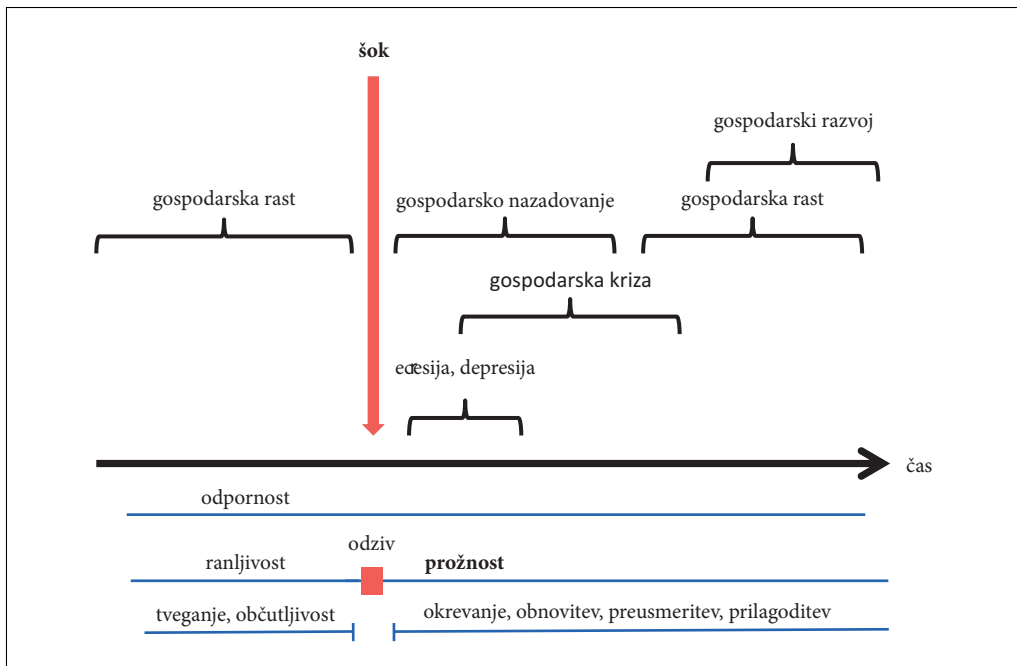 šok
gospodarski razvoj
gospodarska rast
gospodarsko nazadovanje
gospodarska rast
gospodarska kriza
depresija
čas
odpornost
odziv
ranljivost
prožnost
tveganje, občutljivost
okrevanje, obnovitev, preusmeritev, prilagoditev